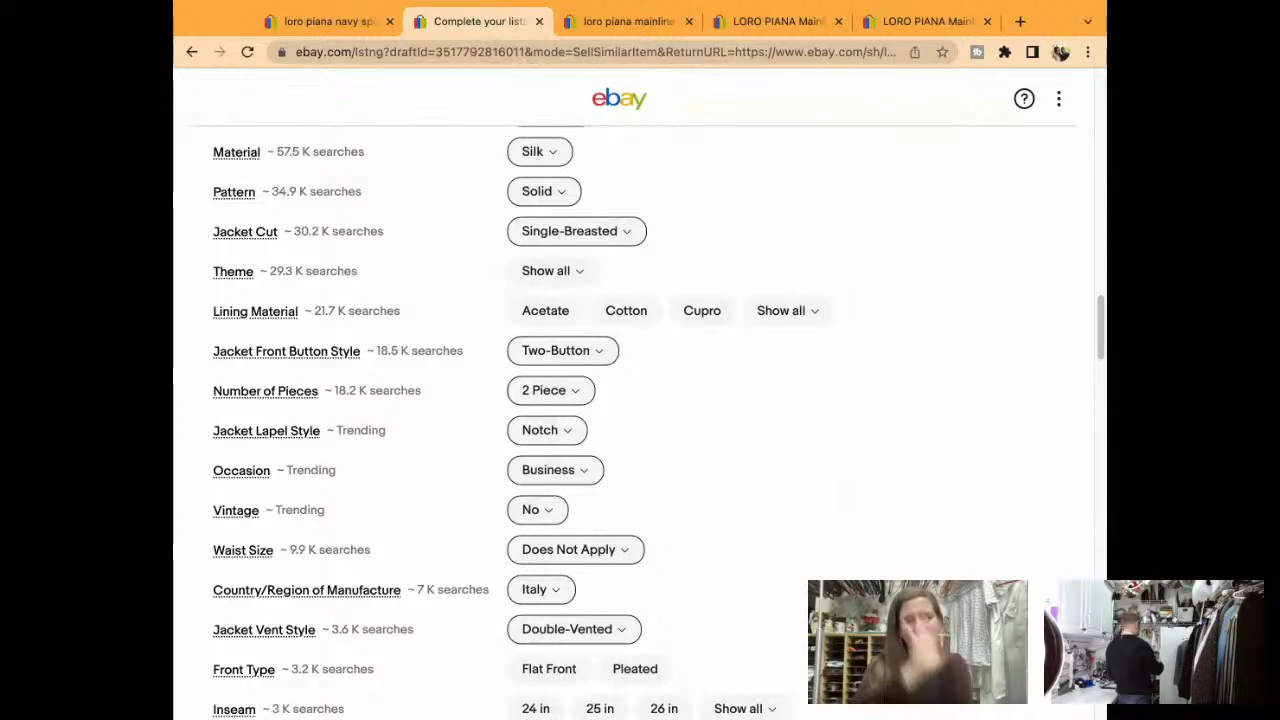 loro piana navy spo
Complete your listi
loro piana mainline
LORO PIANA Mainl
LORO PIANA Mainl
ebay.com/lstng?draftId=3517792816011&mode=SellSimilarItem&ReturnURL=https://www.ebay.com/sh/l...
ebay
Material ~ 57.5 K searches Silk
Pattern ~ 34.9 K searches Solid
Jacket Cut ~ 30.2 K searches Single-Breasted
Theme ~ 29.3 K searches Show all
Lining Material ~ 21.7 K searches Acetate Cotton Cupro Show all
Jacket Front Button Style ~ 18.5 K searches Two-Button
Number of Pieces ~ 18.2 K searches 2 Piece
Jacket Lapel Style ~ Trending Notch
Occasion ~ Trending Business
Vintage ~ Trending No
Waist Size ~ 9.9 K searches Does Not Apply
Country/Region of Manufacture ~ 7 K searches Italy
Jacket Vent Style ~ 3.6 K searches Double-Vented
Front Type ~ 3.2 K searches Flat Front Pleated
Inseam ~ 3 K searches 24 in 25 in 26 in Show all